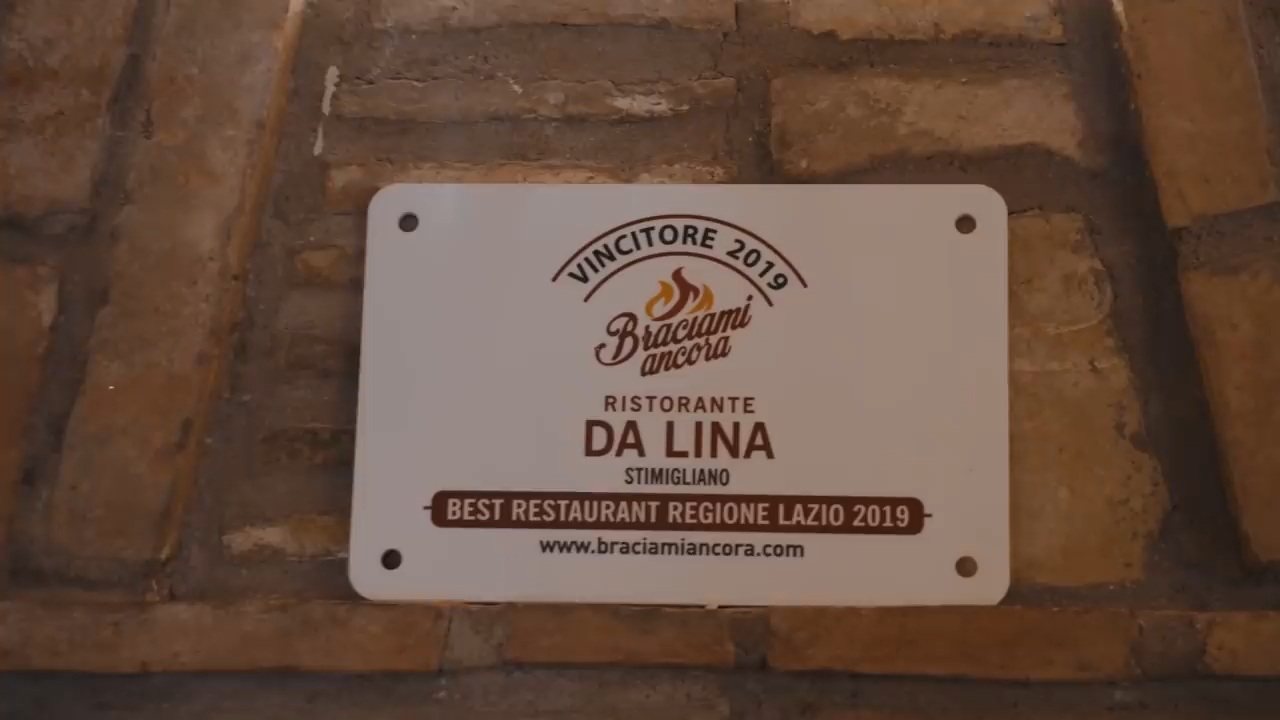 VINCITORE 2019
Braciami
ancora
RISTORANTE
DA LINA
STIMIGLIANO
BEST RESTAURANT REGIONE LAZIO 2019
www.braciamiancora.com